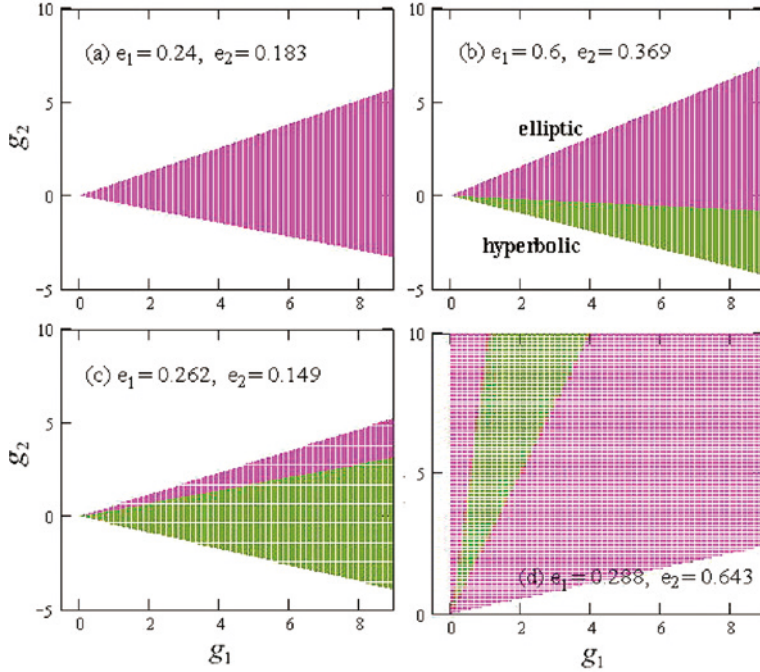 10
10
(a) e1=0.24, e2=0.183
(b) e1=0.6, e2=0.369
5
5
g2
elliptic
0
0
hyperbolic
-5
-5
0 2 4 6 8
0 2 4 6 8
10
10
(c) e1=0.262, e2=0.149
5
5
g2
0
(d) e1=0.288, e2=0.643
-5
0
0 2 4 6 8
0 2 4 6 8
g1
g1